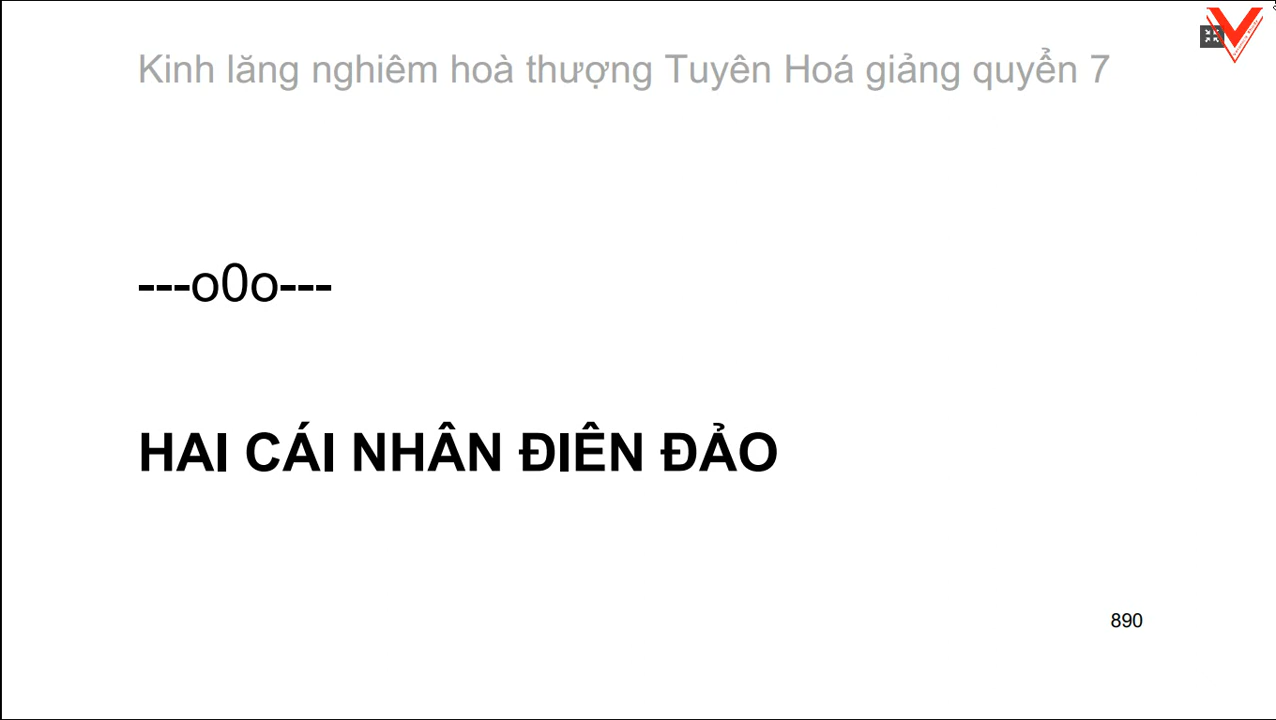 Kinh lăng nghiêm hoà thượng Tuyên Hoá giảng quyển 7
---o0o---
HAI CÁI NHÂN ĐIÊN ĐẢO
890